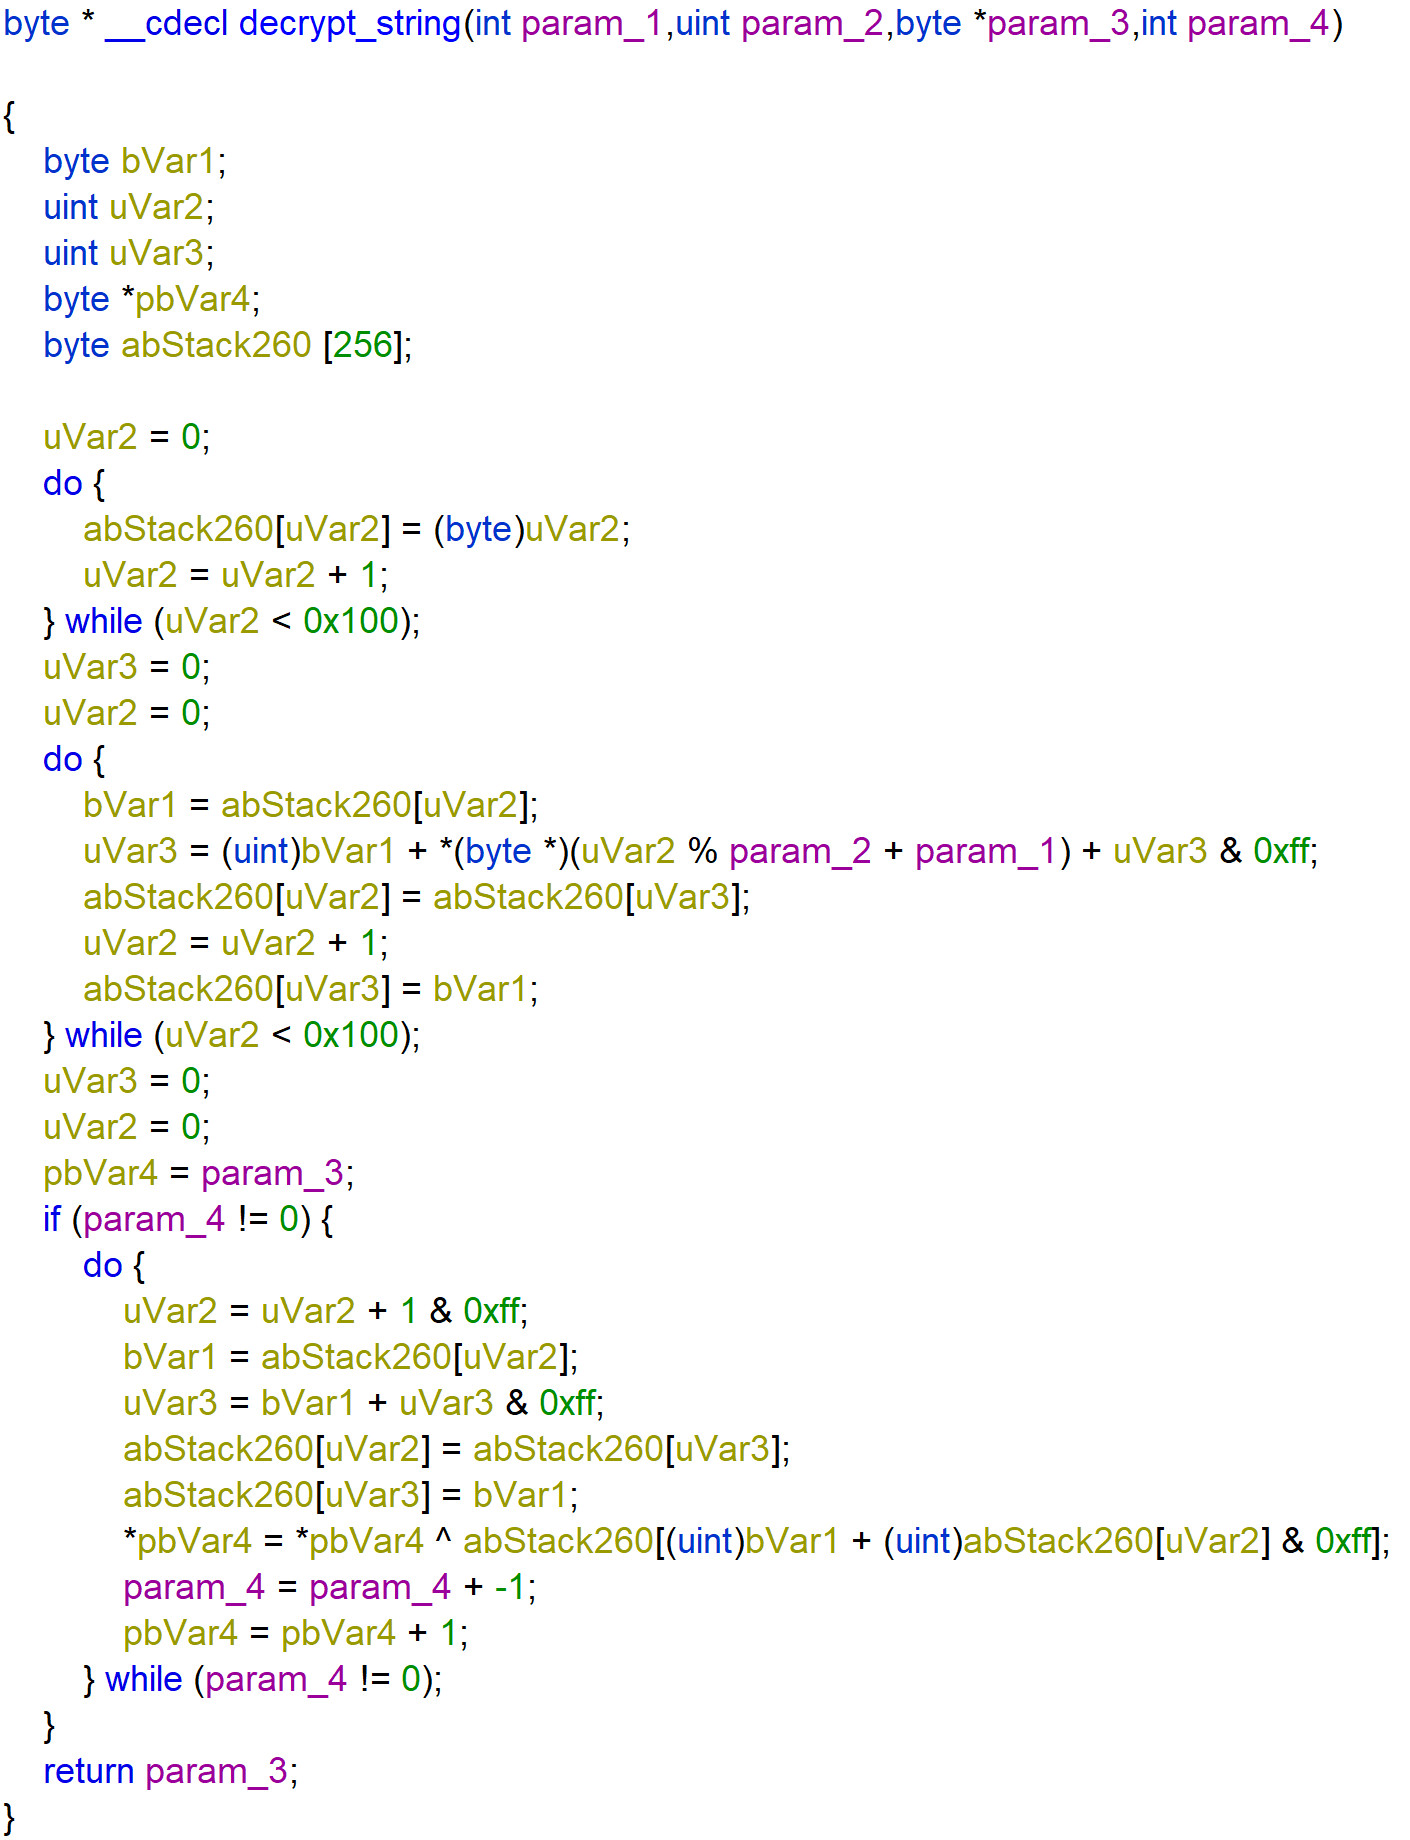 byte * __cdecl decrypt_string(int param_1,uint param_2,byte *param_3,int param_4)
{
byte bVar1;
uint uVar2;
uint uVar3;
byte *pbVar4;
byte abStack260 [256];
uVar2 = 0;
do {
abStack260[uVar2] = (byte)uVar2;
uVar2 = uVar2 + 1;
} while (uVar2 < 0x100);
uVar3 = 0;
uVar2 = 0;
do {
bVar1 = abStack260[uVar2];
uVar3 = (uint)bVar1 + *(byte *)(uVar2 % param_2 + param_1) + uVar3 & 0xff;
abStack260[uVar2] = abStack260[uVar3];
uVar2 = uVar2 + 1;
abStack260[uVar3] = bVar1;
} while (uVar2 < 0x100);
uVar3 = 0;
uVar2 = 0;
pbVar4 = param_3;
if (param_4 != 0) {
do {
uVar2 = uVar2 + 1 & 0xff;
bVar1 = abStack260[uVar2];
uVar3 = bVar1 + uVar3 & 0xff;
abStack260[uVar2] = abStack260[uVar3];
abStack260[uVar3] = bVar1;
*pbVar4 = *pbVar4 ^ abStack260[(uint)bVar1 + (uint)abStack260[uVar2] & 0xff];
param_4 = param_4 + -1;
pbVar4 = pbVar4 + 1;
} while (param_4 != 0);
}
return param_3;
}